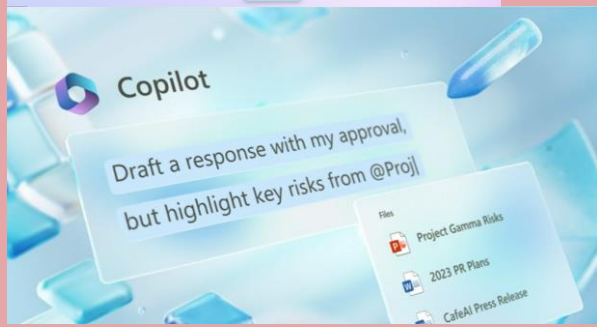 Copilot
Draft a response with my approval,
but highlight key risks from @Proj
Files
Project Gamma Risks
2023 PR Plans
CafeAI Press Release